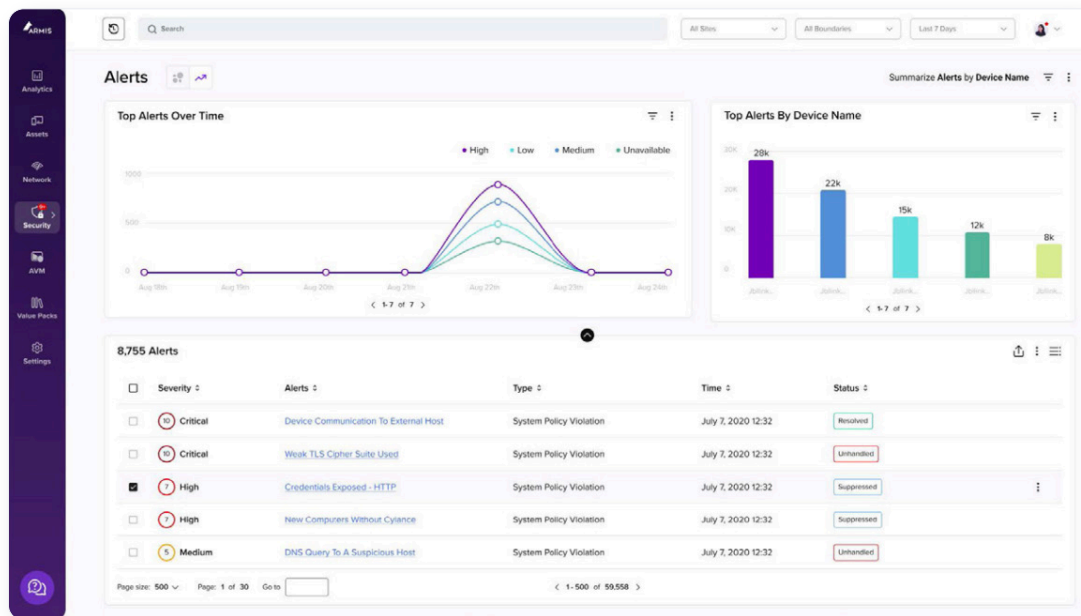 ARMIS
Search
All Sites
All Boundaries
Last 7 Days
Analytics
Assets
Network
9+
Security
AVM
Value Packs
Settings
Alerts
Summarize Alerts by Device Name
Top Alerts Over Time
High Low Medium Unavailable
1000
500
0
Aug 18th Aug 19th Aug 20th Aug 21th Aug 22th Aug 23th Aug 24th
1-7 of 7
Top Alerts By Device Name
30K
20K
10K
0
28k
22k
15k
12k
8k
1-7 of 7
8,755 Alerts
Severity Alerts Type Time Status
10 Critical Device Communication To External Host System Policy Violation July 7, 2020 12:32 Resolved
10 Critical Weak TLS Cipher Suite Used System Policy Violation July 7, 2020 12:32 Unhandled
7 High Credentials Exposed - HTTP System Policy Violation July 7, 2020 12:32 Suppressed
7 High New Computers Without Cylance System Policy Violation July 7, 2020 12:32 Suppressed
5 Medium DNS Query To A Suspicious Host System Policy Violation July 7, 2020 12:32 Unhandled
Page size: 500 Page: 1 of 30 Go to 1-500 of 59,558